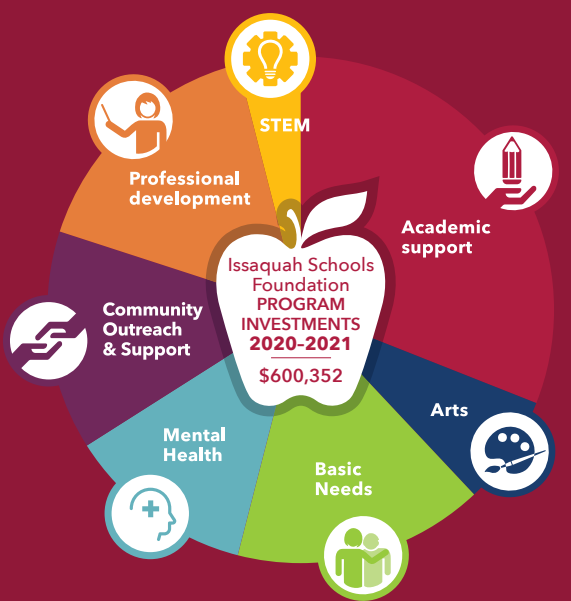 STEM
Professional
development
Academic
support
Issaquah Schools
Foundation
PROGRAM
INVESTMENTS
2020–2021
$600,352
Community
Outreach
& Support
Arts
Mental
Health
Basic
Needs